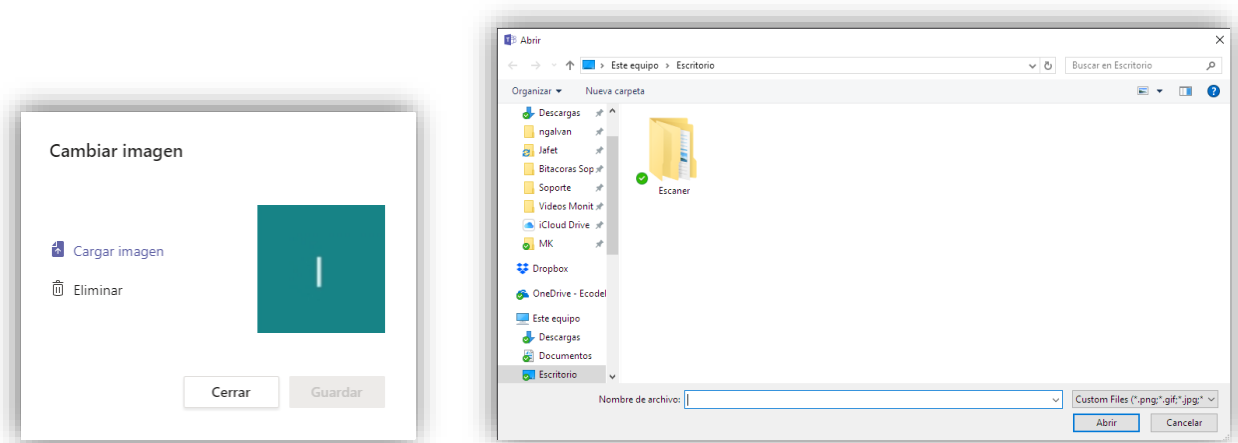 Cambiar imagen
Cargar imagen
Eliminar
I
Cerrar
Guardar
Abrir
Este equipo > Escritorio
Buscar en Escritorio
Organizar
Nueva carpeta
Descargas
ngalvan
Jafet
Bitacoras Sop
Soporte
Videos Monit
iCloud Drive
MK
Dropbox
OneDrive - Ecodel
Este equipo
Descargas
Documentos
Escritorio
Escaner
Nombre de archivo:
Custom Files (*.png;*.gif;*.jpg;*
Abrir
Cancelar